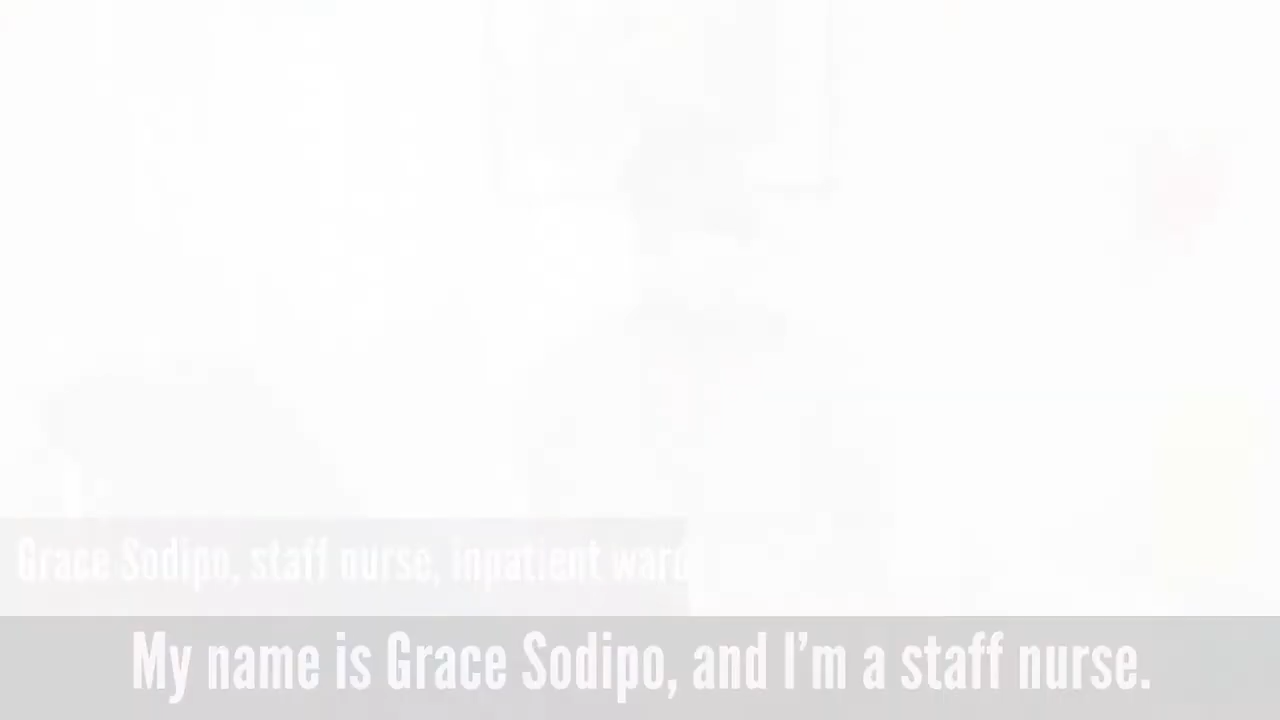 Grace Sodipo, staff nurse, inpatient ward
My name is Grace Sodipo, and I'm a staff nurse.